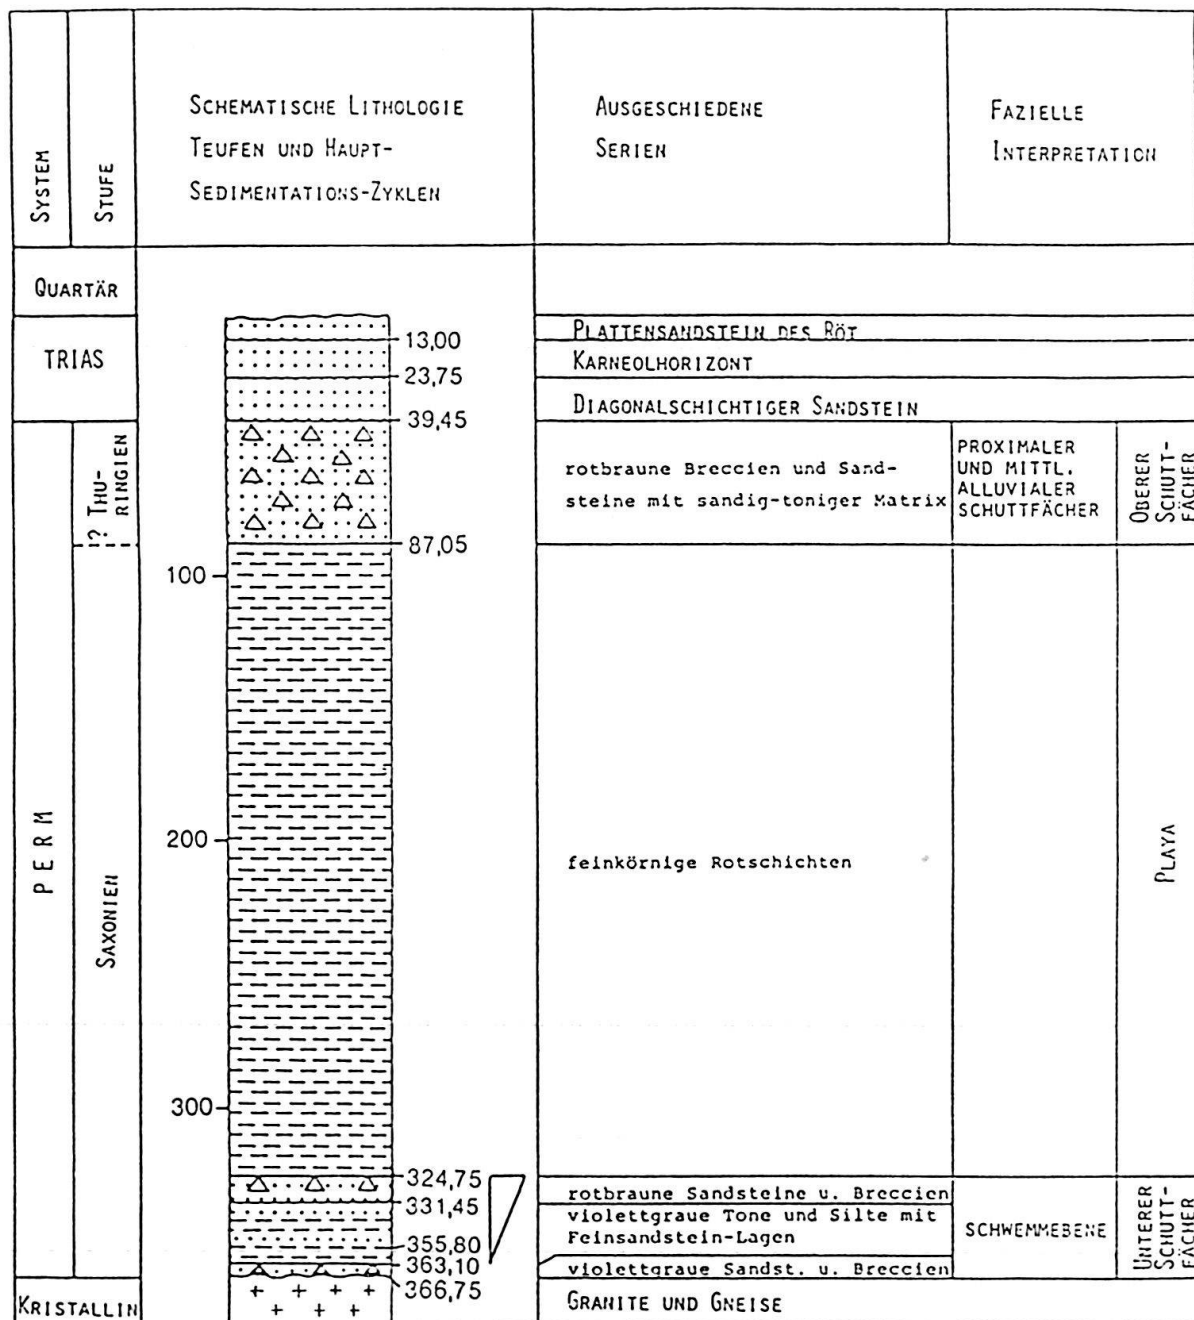 SYSTEM
STUFE
SCHEMATISCHE LITHOLOGIE
TEUFEN UND HAUPT-
SEDIMENTATIONS-ZYKLEN
AUSGESCHIEDENE
SERIEN
FAZIELLE
INTERPRETATION
QUARTÄR
TRIAS
PLATTENSANDSTEIN DES RÖT
13,00
KARNEOLHORIZONT
23,75
DIAGONALSCHICHTIGER SANDSTEIN
39,45
PERM
? THU-
RINGIEN
rotbraune Breccien und Sand-
steine mit sandig-toniger Matrix
PROXIMALER
UND MITTL.
ALLUVIALER
SCHUTTFÄCHER
OBERER
SCHUTT-
FÄCHER
87,05
100
200
300
SAXONIEN
feinkörnige Rotschichten
PLAYA
324,75
rotbraune Sandsteine u. Breccien
331,45
violettgraue Tone und Silte mit
Feinsandstein-Lagen
355,80
363,10
violettgraue Sandst. u. Breccien
366,75
SCHWEMMEBENE
UNTERER
SCHUTT-
FÄCHER
KRISTALLIN
GRANITE UND GNEISE